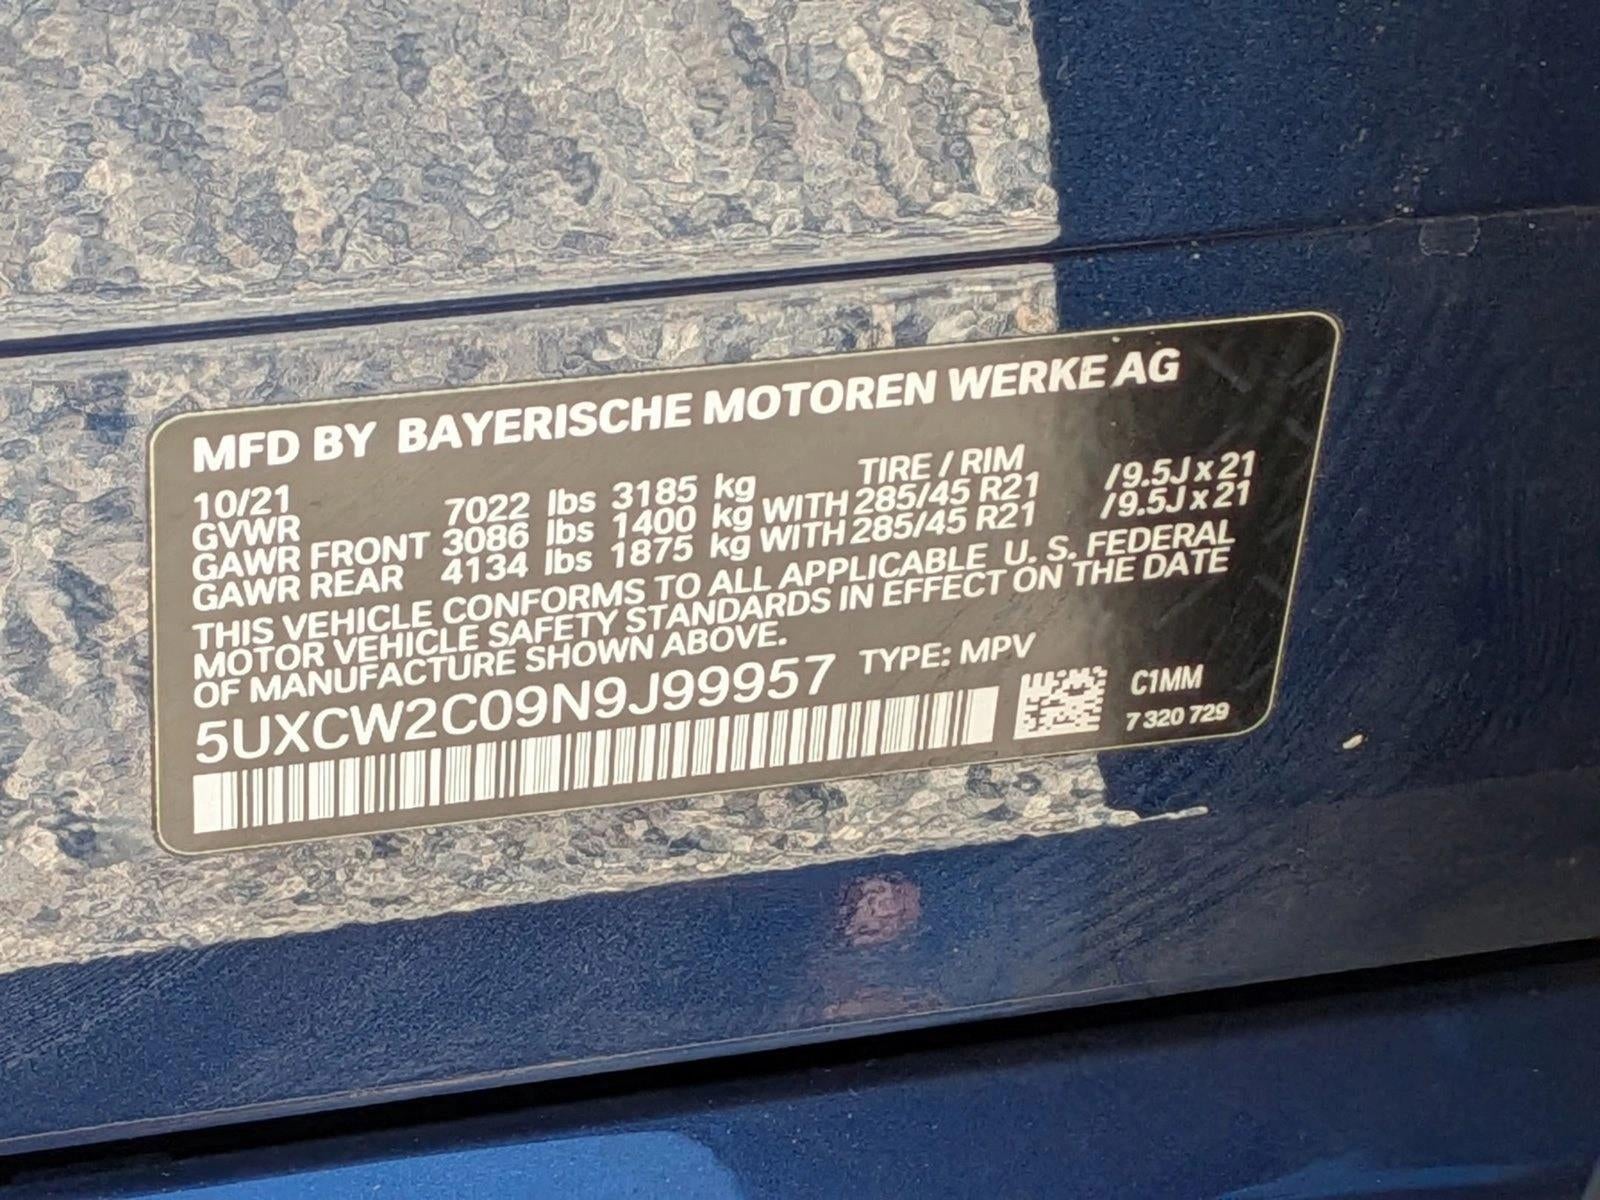 MFD BY BAYERISCHE MOTOREN WERKE AG
10/21 TIRE / RIM
GVWR 7022 lbs 3185 kg
GAWR FRONT 3086 lbs 1400 kg WITH 285/45 R21 /9.5J x 21
GAWR REAR 4134 lbs 1875 kg WITH 285/45 R21 /9.5J x 21
THIS VEHICLE CONFORMS TO ALL APPLICABLE U. S. FEDERAL
MOTOR VEHICLE SAFETY STANDARDS IN EFFECT ON THE DATE
OF MANUFACTURE SHOWN ABOVE.
5UXCW2C09N9J99957 TYPE: MPV
C1MM
7 320 729